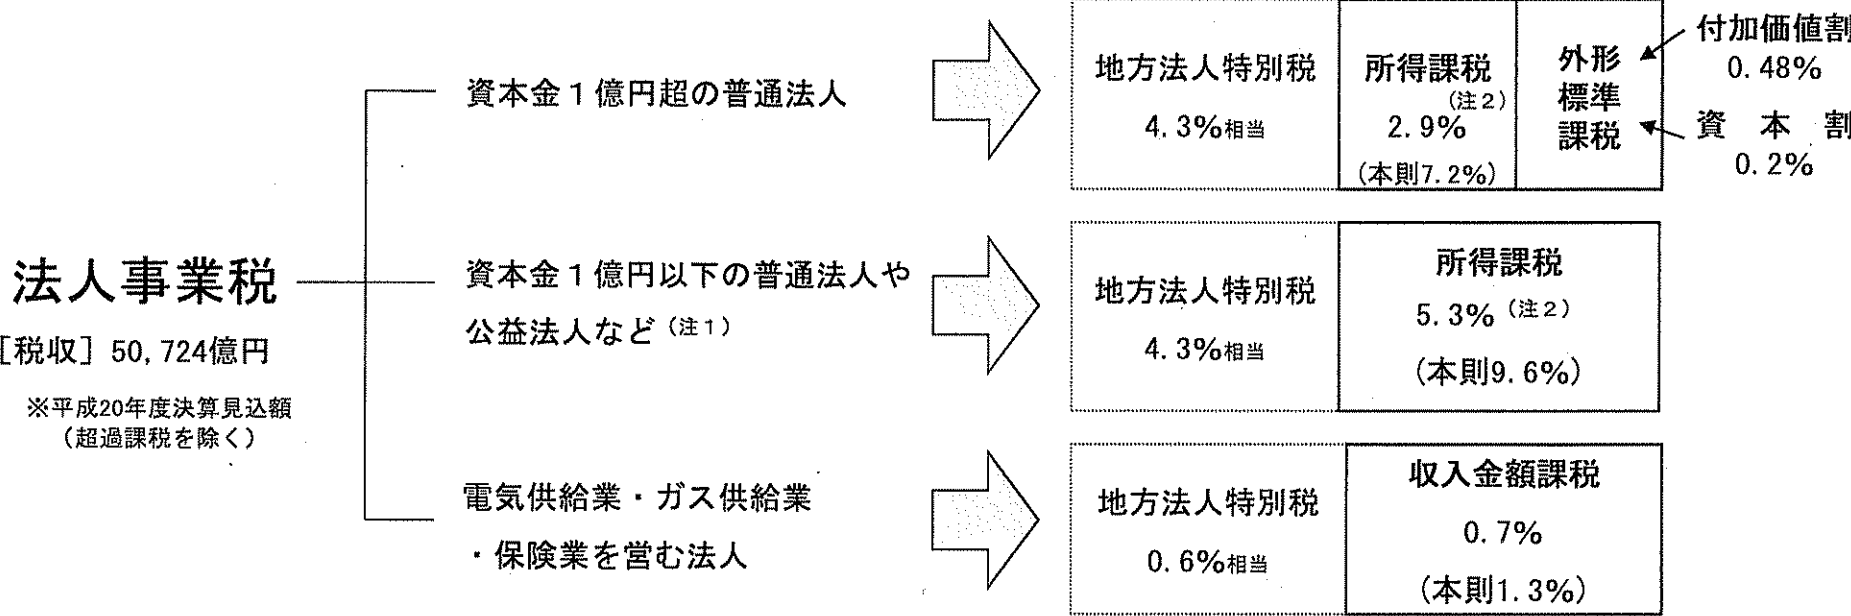 法人事業税
[税収] 50,724億円
※平成20年度決算見込額
（超過課税を除く）
資本金１億円超の普通法人
地方法人特別税
4.3%相当
所得課税
(注２)
2.9%
(本則7.2%)
外形
標準
課税
付加価値割
0.48%
資　本　割
0.2%
資本金１億円以下の普通法人や
公益法人など（注１）
地方法人特別税
4.3%相当
所得課税
5.3%（注２）
(本則9.6%)
電気供給業・ガス供給業
・保険業を営む法人
地方法人特別税
0.6%相当
収入金額課税
0.7%
(本則1.3%)